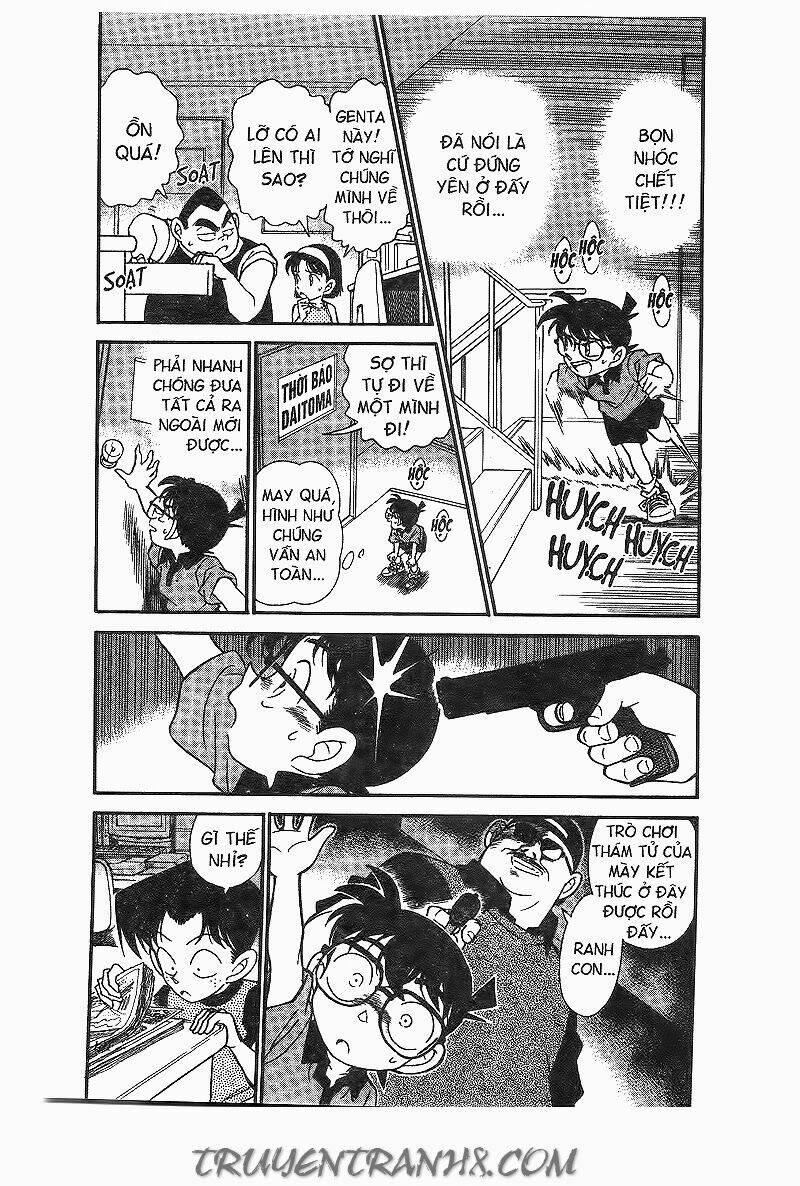 BỌN
NHÓC
CHẾT
TIỆT!!!
ĐÃ NÓI LÀ
CỨ ĐỨNG
YÊN Ở ĐẤY
RỒI...
HỘC
HỘC
HỘC
HUỴCH
HUỴCH
HUỴCH
GENTA
NÀY!
TỚ NGHĨ
CHÚNG
MÌNH VỀ
THÔI...
LỠ CÓ AI
LÊN THÌ
SAO?
ỒN
QUÁ!
SOẠT
SOẠT
SỢ THÌ
TỰ ĐI VỀ
MỘT MÌNH
ĐI!
THỜI BÁO
DAITOMA
MAY QUÁ,
HÌNH NHƯ
CHÚNG
VẪN AN
TOÀN...
HỘC
HỘC
PHẢI NHANH
CHÓNG ĐƯA
TẤT CẢ RA
NGOÀI MỚI
ĐƯỢC...
TRÒ CHƠI
THÁM TỬ CỦA
MÀY KẾT
THÚC Ở ĐÂY
ĐƯỢC RỒI
ĐẤY...
RANH
CON...
GÌ THẾ
NHỈ?
TRUYENTRANH8.COM